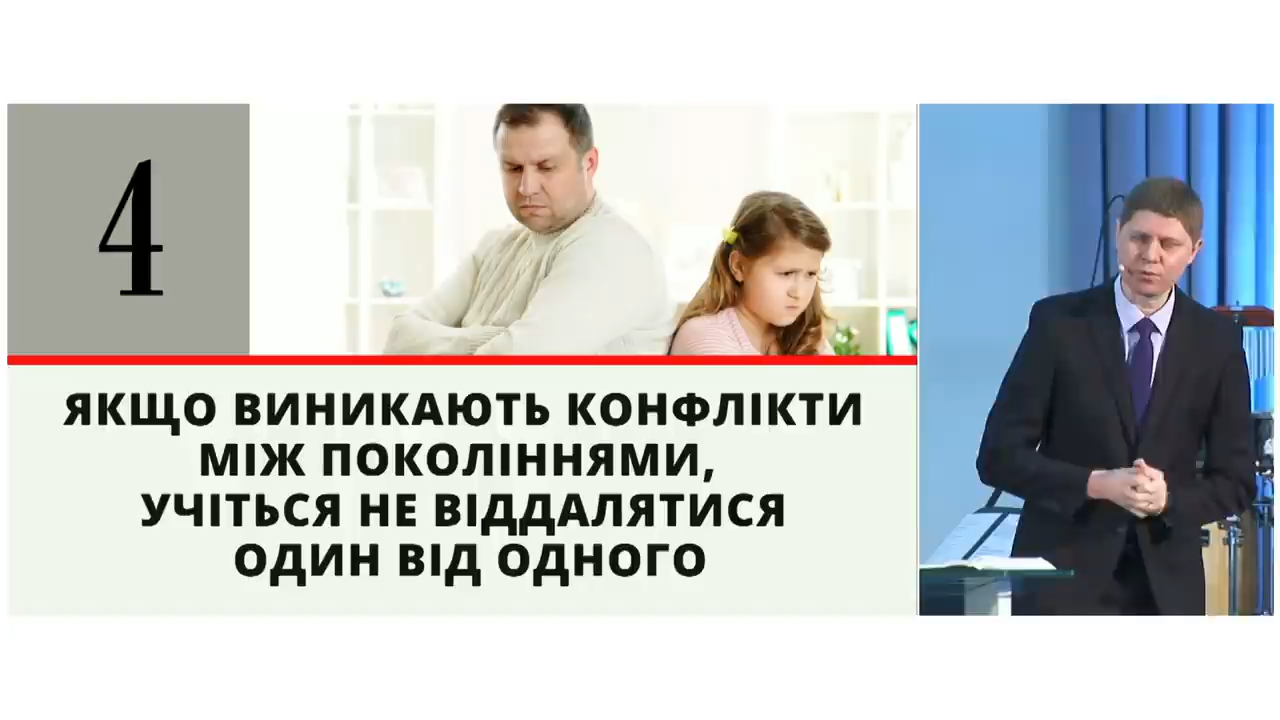 4
ЯКЩО ВИНИКАЮТЬ КОНФЛІКТИ
МІЖ ПОКОЛІННЯМИ,
УЧІТЬСЯ НЕ ВІДДАЛЯТИСЯ
ОДИН ВІД ОДНОГО